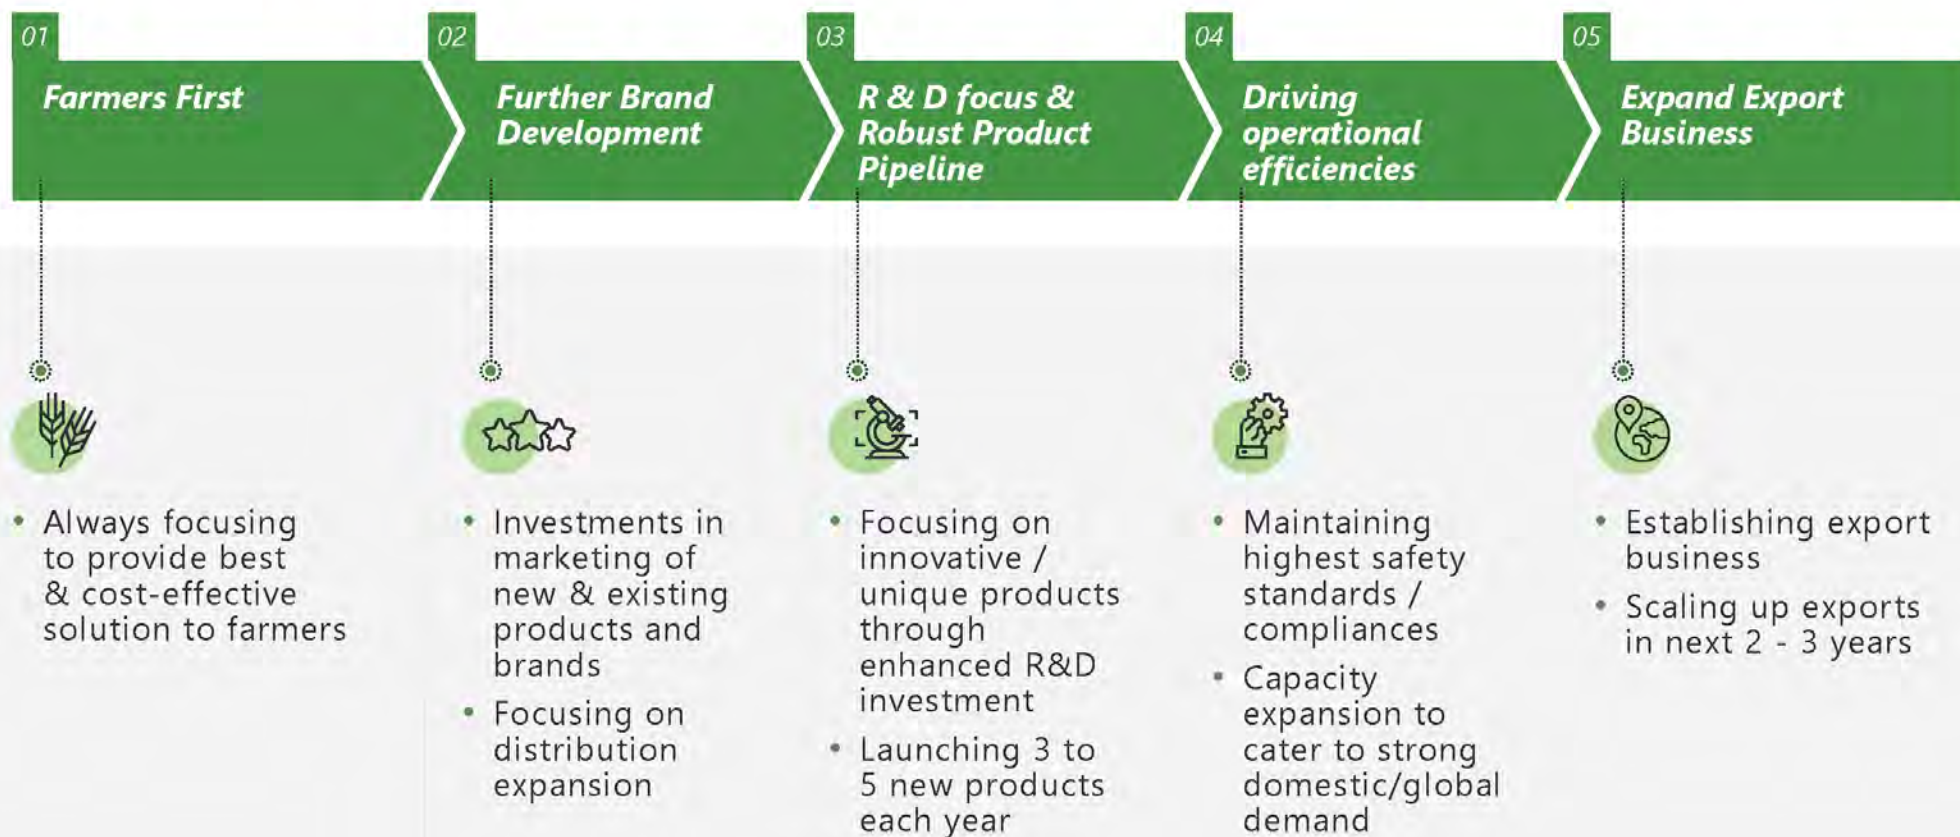 01
Farmers First
02
Further Brand
Development
03
R & D focus &
Robust Product
Pipeline
04
Driving
operational
efficiencies
05
Expand Export
Business
• Always focusing
to provide best
& cost-effective
solution to farmers
• Investments in
marketing of
new & existing
products and
brands
• Focusing on
distribution
expansion
• Focusing on
innovative /
unique products
through
enhanced R&D
investment
• Launching 3 to
5 new products
each year
• Maintaining
highest safety
standards /
compliances
• Capacity
expansion to
cater to strong
domestic/global
demand
• Establishing export
business
• Scaling up exports
in next 2 - 3 years